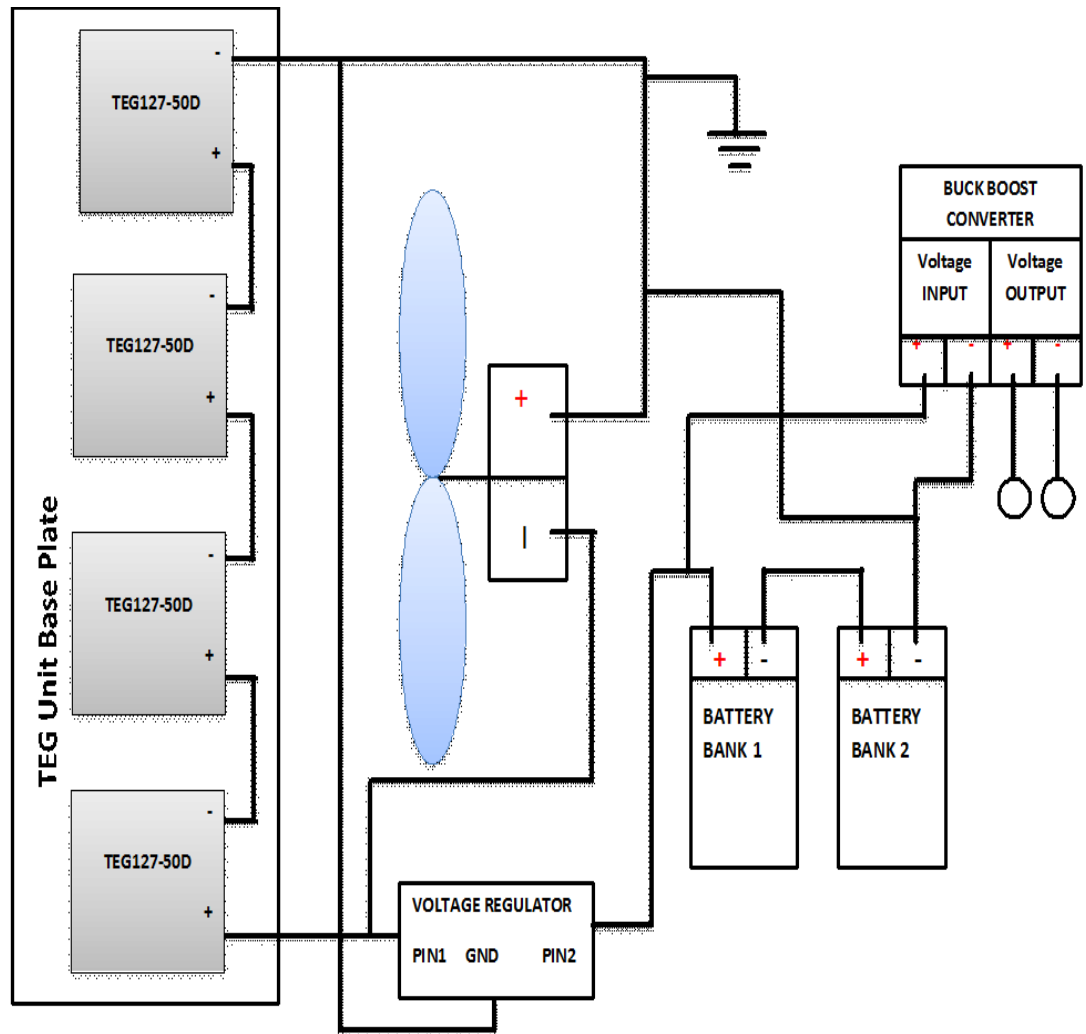 TEG Unit Base Plate
-
TEG127-50D
+
-
TEG127-50D
+
-
TEG127-50D
+
-
TEG127-50D
+
+
-
BUCK BOOST
CONVERTER
Voltage
INPUT
Voltage
OUTPUT
+ - + -
+ -
BATTERY
BANK 1
+ -
BATTERY
BANK 2
VOLTAGE REGULATOR
PIN1 GND PIN2